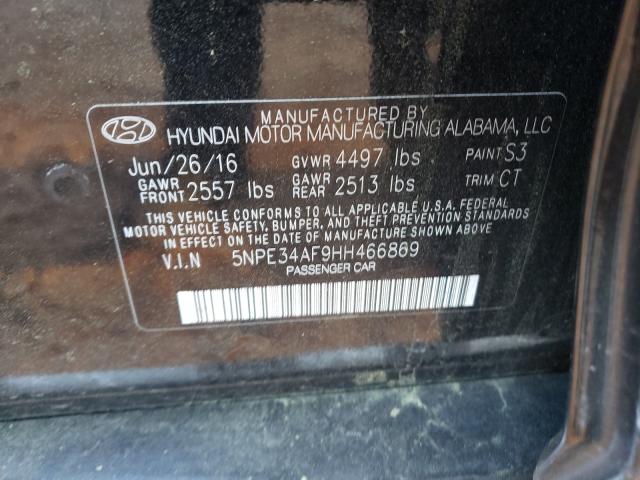 MANUFACTURED BY
HYUNDAI MOTOR MANUFACTURING ALABAMA, LLC
Jun/26/16 GVWR 4497 lbs PAINT S3
GAWR FRONT 2557 lbs GAWR REAR 2513 lbs TRIM CT
THIS VEHICLE CONFORMS TO ALL APPLICABLE U.S.A. FEDERAL
MOTOR VEHICLE SAFETY, BUMPER, AND THEFT PREVENTION STANDARDS
IN EFFECT ON THE DATE OF MANUFACTURE SHOWN ABOVE.
V.I.N 5NPE34AF9HH466869
PASSENGER CAR